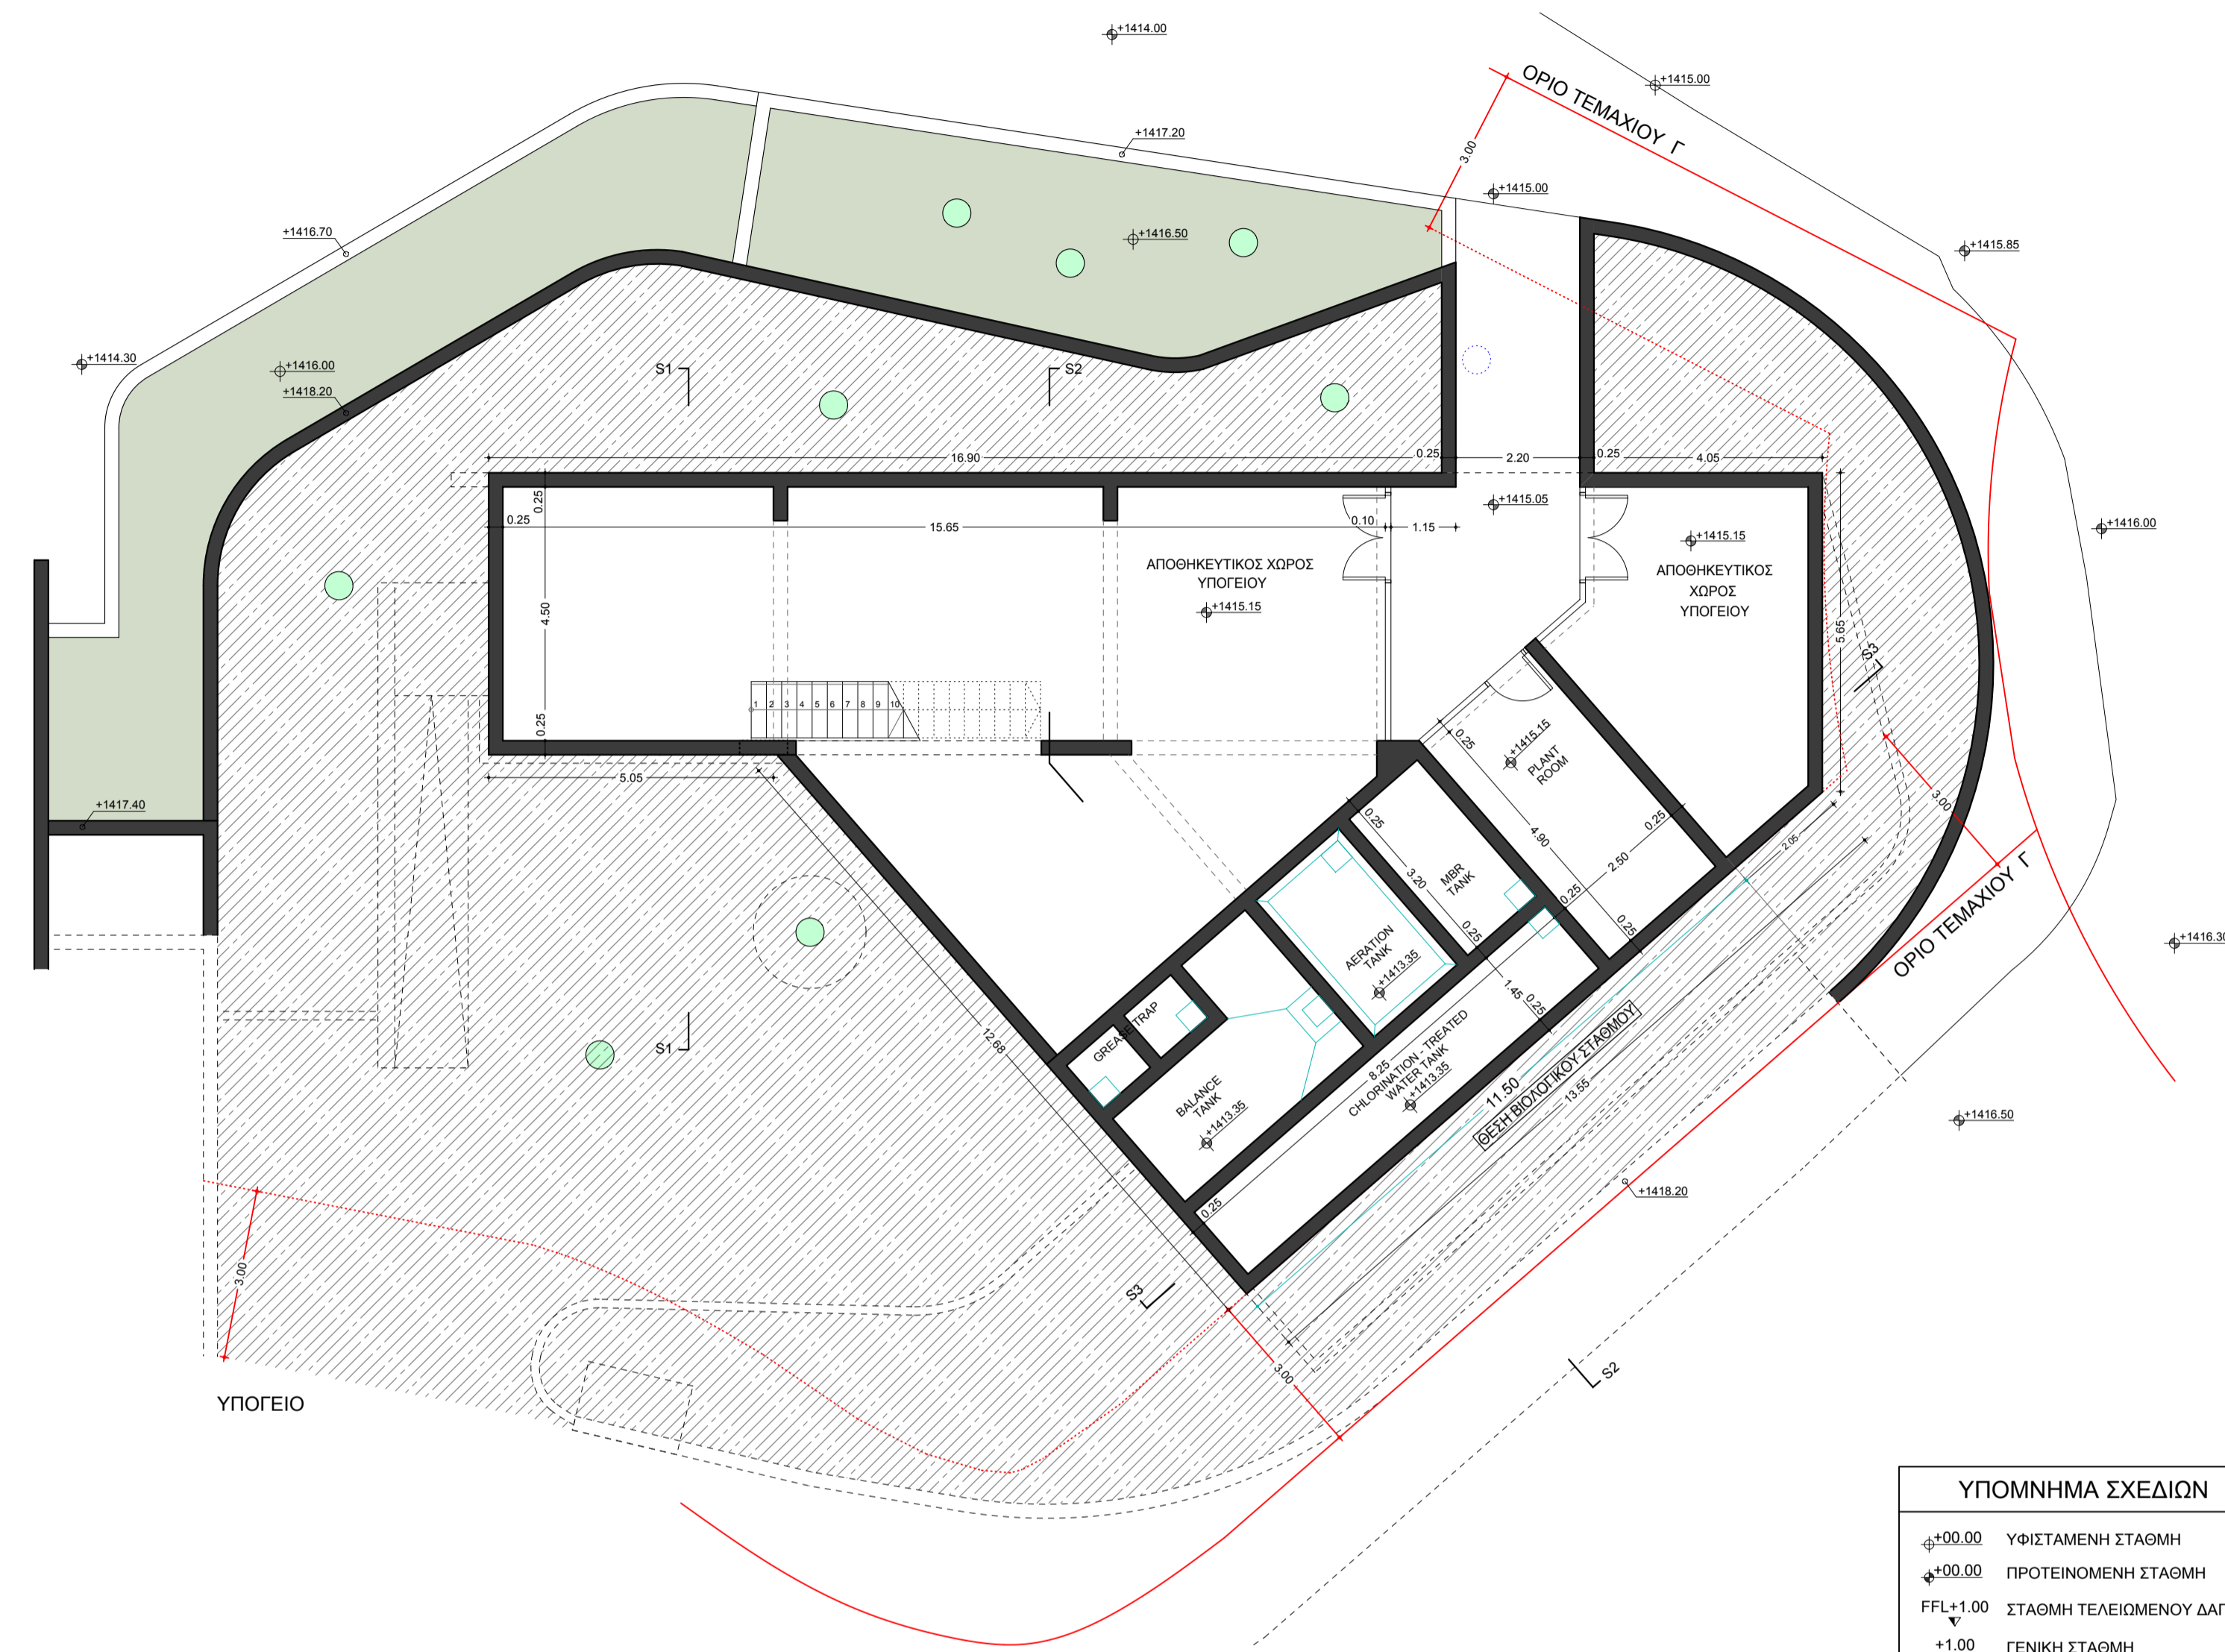 +1414.00
+1415.00
ΟΡΙΟ ΤΕΜΑΧΙΟΥ Γ
3.00
+1417.20
+1415.00
+1416.70
+1416.50
+1415.85
+1414.30
+1416.00
+1418.20
S1
S2
16.90
0.25
2.20
0.25
4.05
0.25
0.25
15.65
0.10
1.15
+1415.05
+1415.15
+1416.00
ΑΠΟΘΗΚΕΥΤΙΚΟΣ ΧΩΡΟΣ
ΥΠΟΓΕΙΟΥ
+1415.15
ΑΠΟΘΗΚΕΥΤΙΚΟΣ
ΧΩΡΟΣ
ΥΠΟΓΕΙΟΥ
4.50
5.65
S3
1 2 3 4 5 6 7 8 9 10
0.25
5.05
0.25
+1415.15
PLANT
ROOM
+1417.40
0.25
4.90
0.25
2.50
3.00
2.05
MBR
TANK
3.20
0.25
0.25
0.25
ΟΡΙΟ ΤΕΜΑΧΙΟΥ Γ
+1416.30
AERATION
TANK
+1413.35
1.45
0.25
GREASE TRAP
12.68
S1
8.25
CHLORINATION - TREATED
WATER TANK
+1413.35
11.50
ΘΕΣΗ ΒΙΟΛΟΓΙΚΟΥ ΣΤΑΘΜΟΥ
13.55
BALANCE
TANK
+1413.35
+1416.50
+1418.20
0.25
3.00
S3
3.00
S2
ΥΠΟΓΕΙΟ
ΥΠΟΜΝΗΜΑ ΣΧΕΔΙΩΝ
+00.00 ΥΦΙΣΤΑΜΕΝΗ ΣΤΑΘΜΗ
+00.00 ΠΡΟΤΕΙΝΟΜΕΝΗ ΣΤΑΘΜΗ
FFL+1.00 ΣΤΑΘΜΗ ΤΕΛΕΙΩΜΕΝΟΥ
+1.00 ΓΕΝΙΚΗ ΣΤΑΘΜΗ